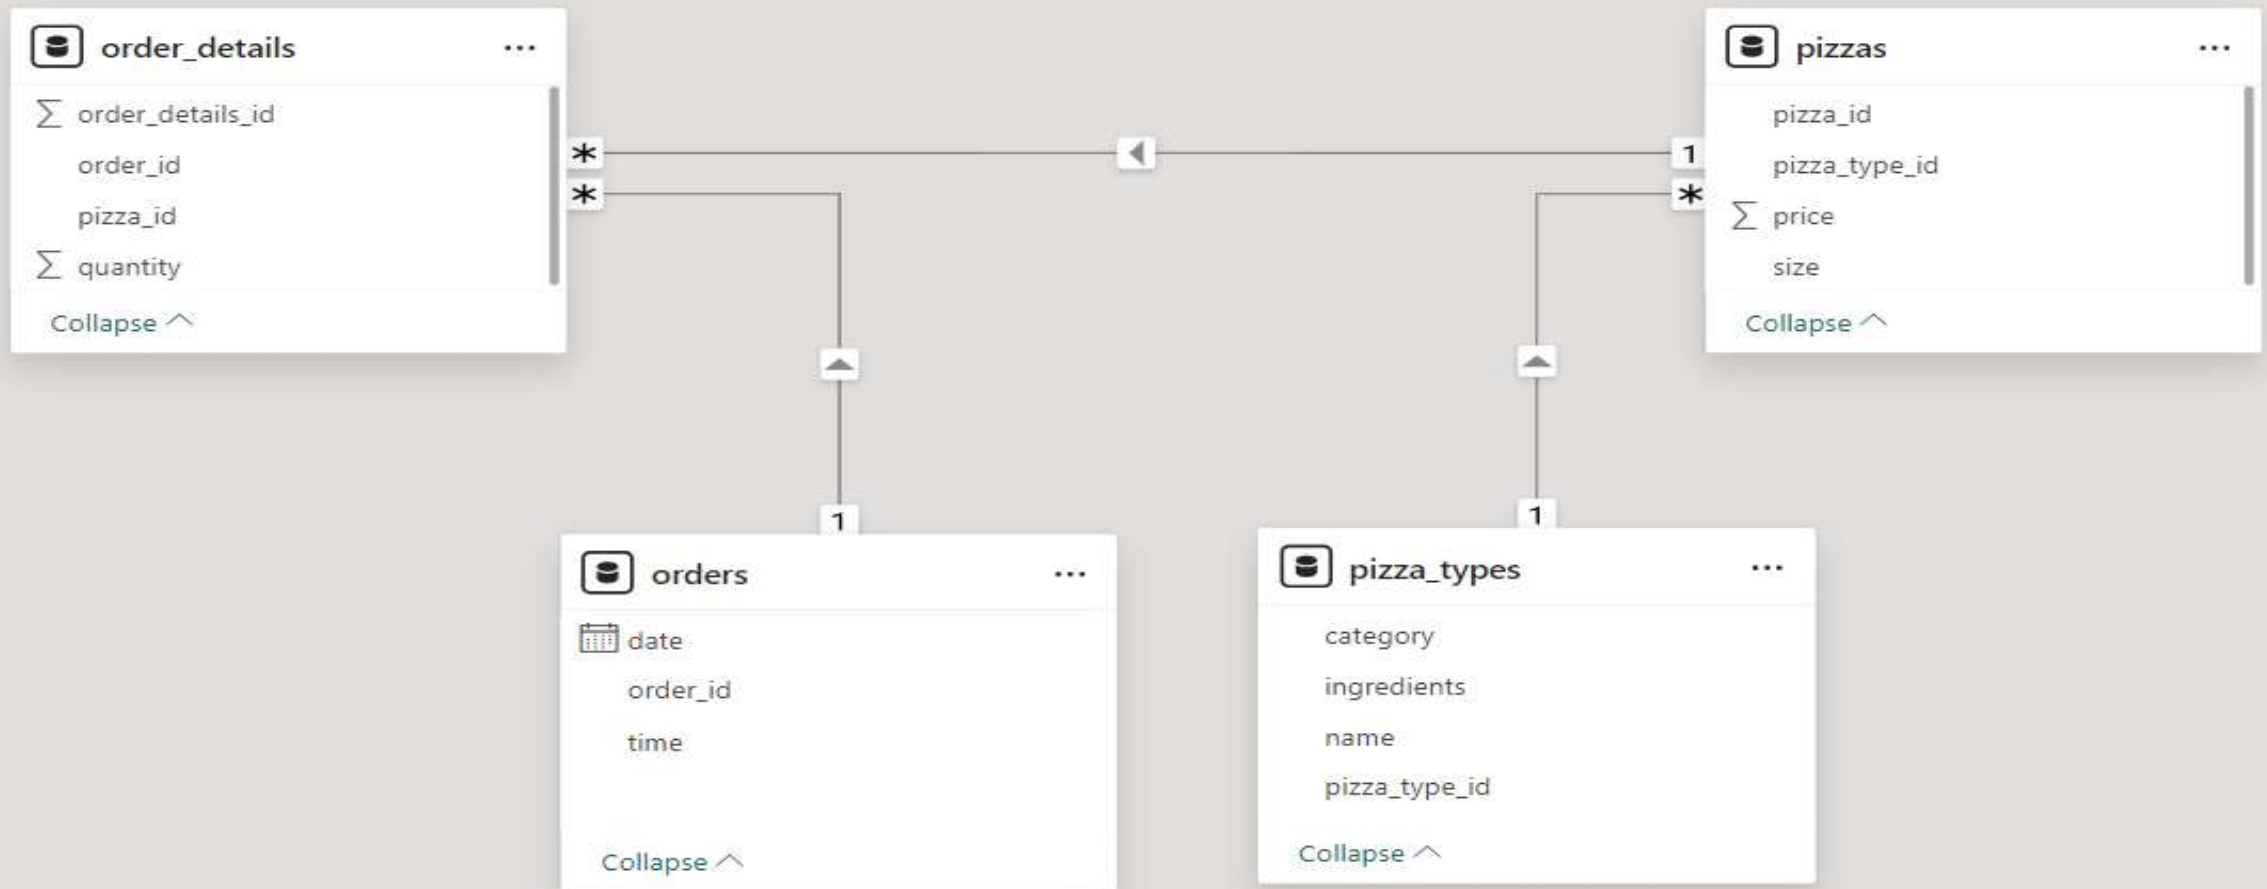 order_details
order_details_id
order_id
pizza_id
quantity
Collapse
pizzas
pizza_id
pizza_type_id
price
size
Collapse
*
*
1
*
1
1
orders
date
order_id
time
Collapse
pizza_types
category
ingredients
name
pizza_type_id
Collapse